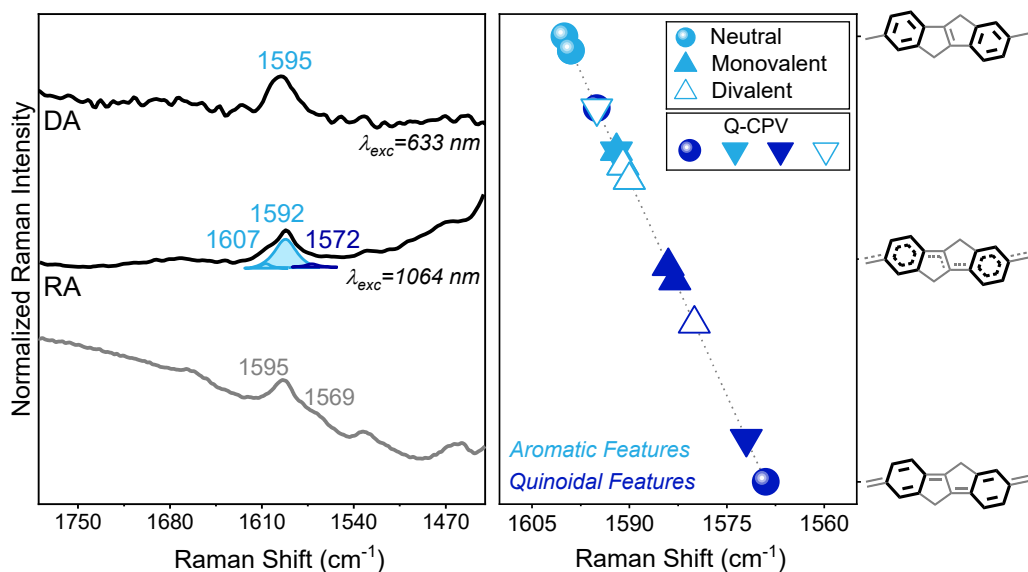 Normalized Raman Intensity
1595
DA
λexc=633 nm
1592
1607
1572
RA
λexc=1064 nm
1595
1569
1750
1680
1610
1540
1470
Raman Shift (cm-1)
Neutral
Monovalent
Divalent
Q-CPV
Aromatic Features
Quinoidal Features
1605
1590
1575
1560
Raman Shift (cm-1)